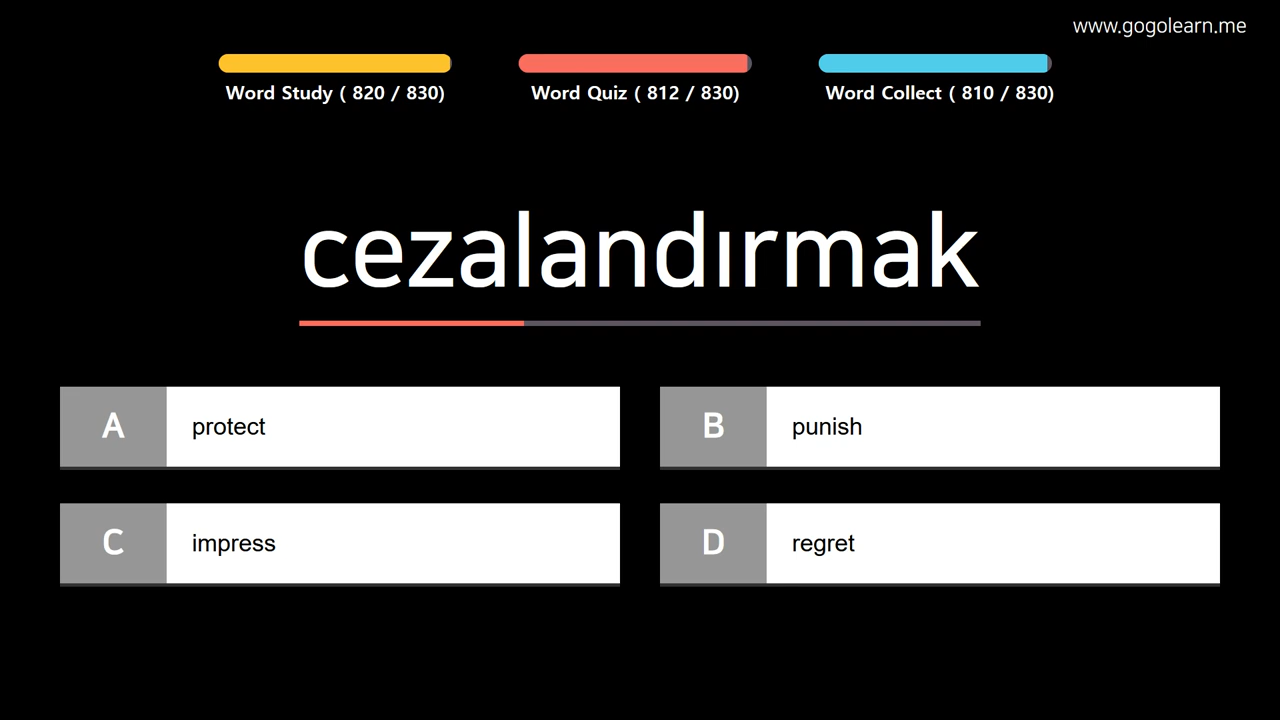 www.gogolearn.me
Word Study ( 820 / 830)
Word Quiz ( 812 / 830)
Word Collect ( 810 / 830)
cezalandırmak
A protect
B punish
C impress
D regret